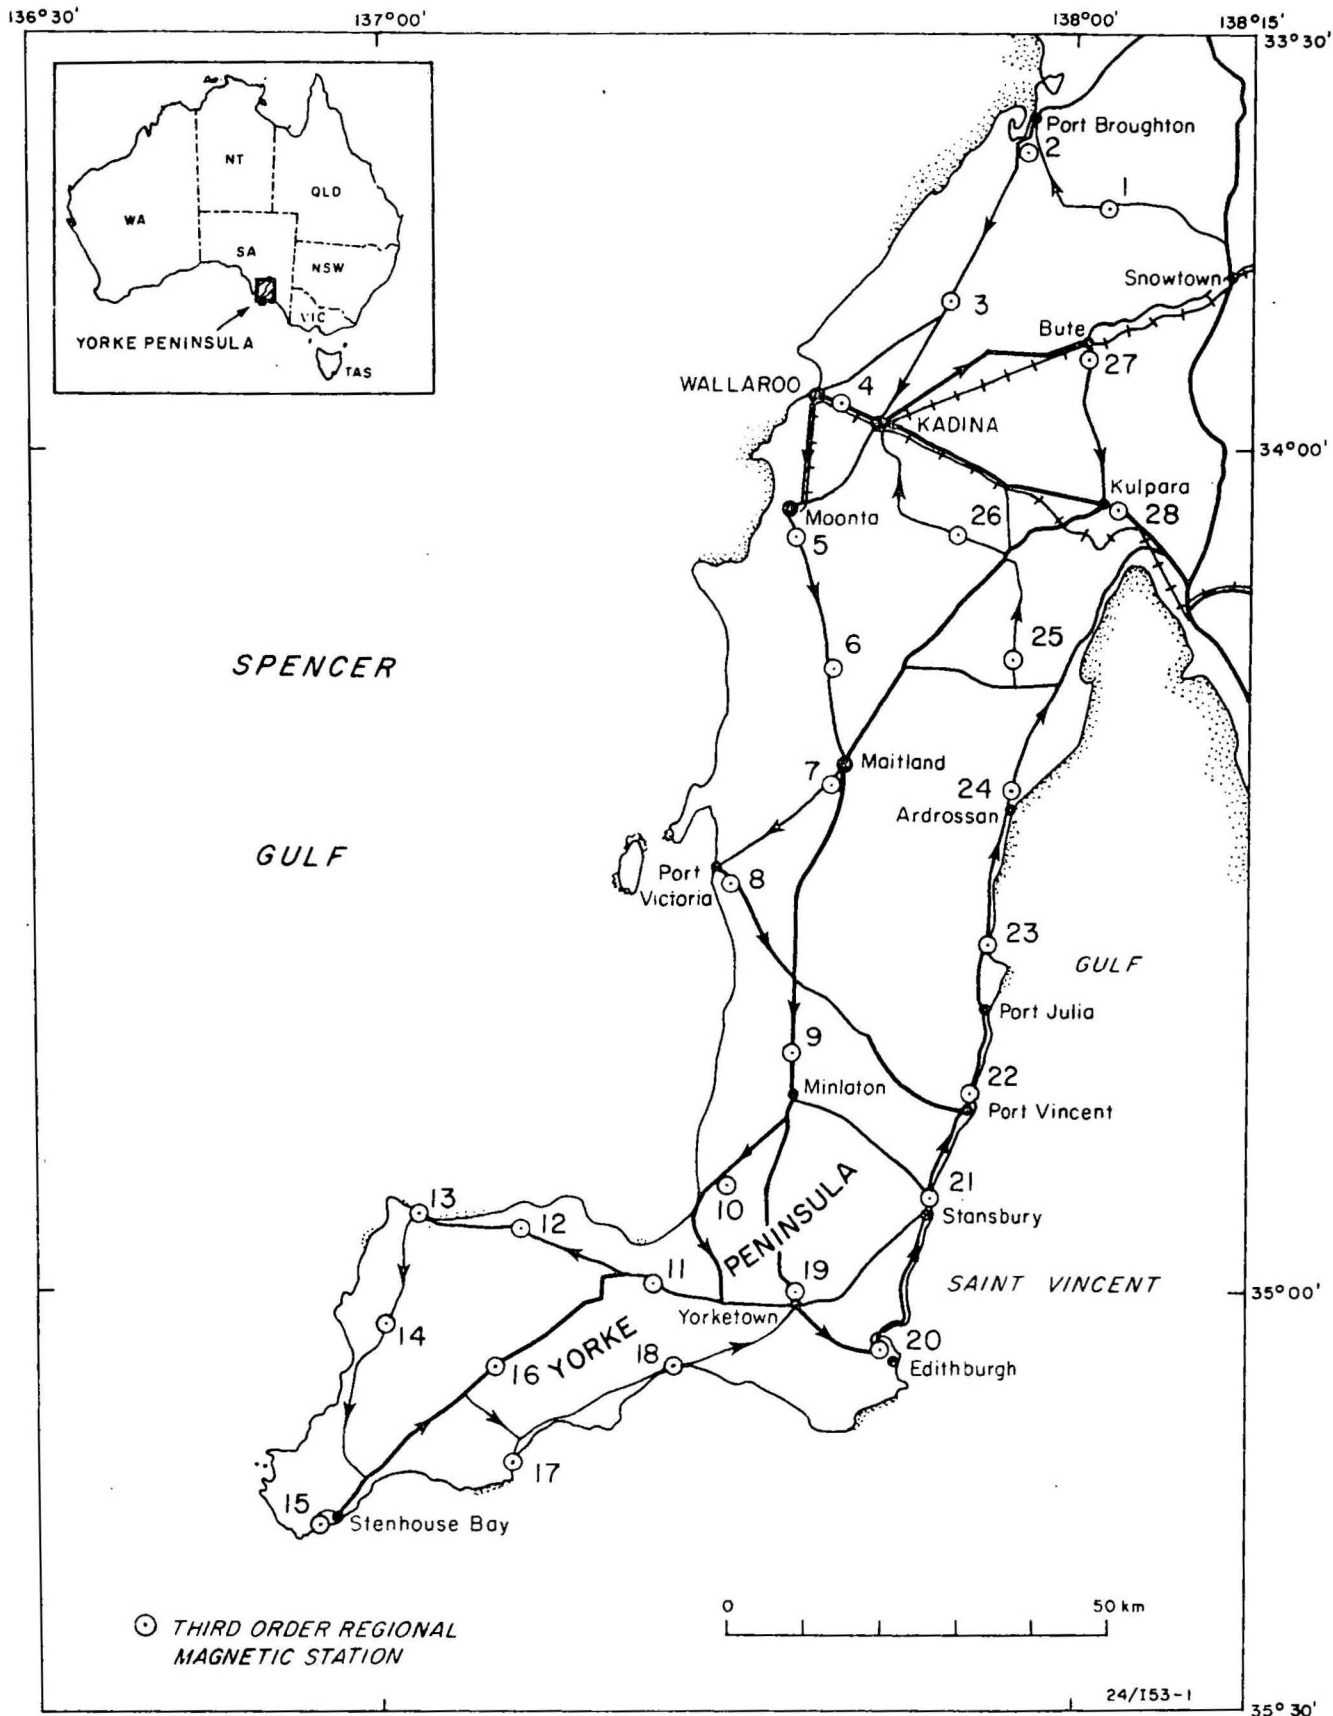 136°30'
137°00'
138°00'
138°15'
33°30'
NT
QLD
WA
SA
NSW
VIC
YORKE PENINSULA
TAS
Port Broughton
2
1
Snowtown
3
Bute
27
WALLAROO
4
KADINA
34°00'
Kulpara
Moonta
26
28
5
6
25
SPENCER
Maitland
7
24
Ardrossan
GULF
Port
Victoria
8
23
GULF
Port Julia
9
22
Minlaton
Port Vincent
21
10
PENINSULA
Stansbury
13
12
11
19
SAINT VINCENT
35°00'
Yorketown
14
YORKE
18
20
16
Edithburgh
17
15
Stenhouse Bay
0
50 km
THIRD ORDER REGIONAL
MAGNETIC STATION
24/I53-1
35°30'